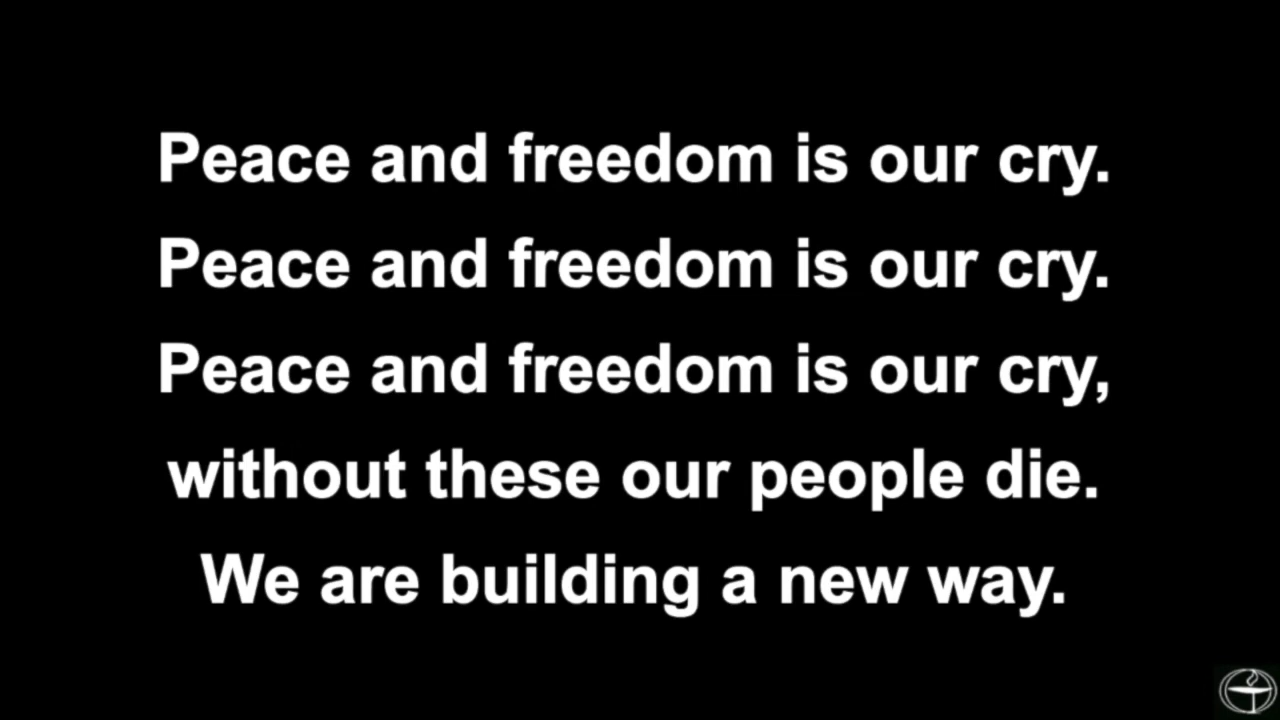 Peace and freedom is our cry.
Peace and freedom is our cry.
Peace and freedom is our cry,
without these our people die.
We are building a new way.